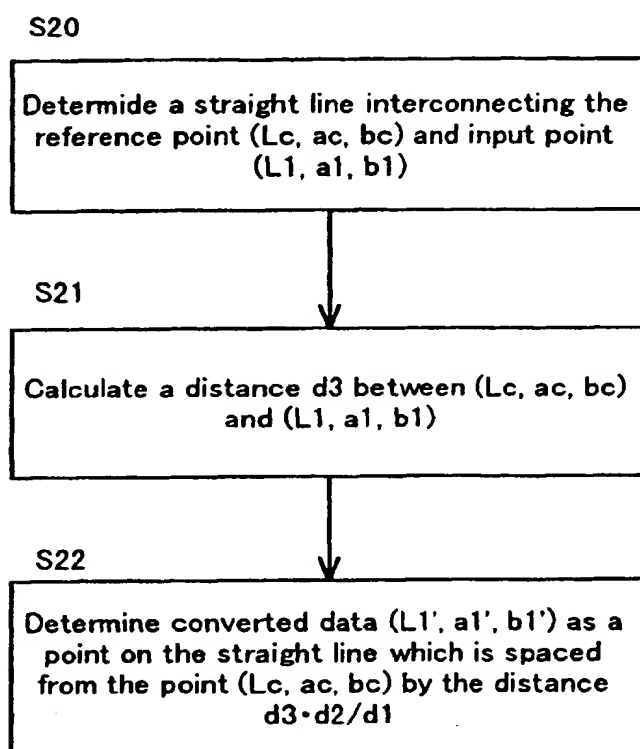 S20
Determide a straight line interconnecting the
reference point (Lc, ac, bc) and input point
(L1, a1, b1)
S21
Calculate a distance d3 between (Lc, ac, bc)
and (L1, a1, b1)
S22
Determine converted data (L1', a1', b1') as a
point on the straight line which is spaced
from the point (Lc, ac, bc) by the distance
d3·d2/d1